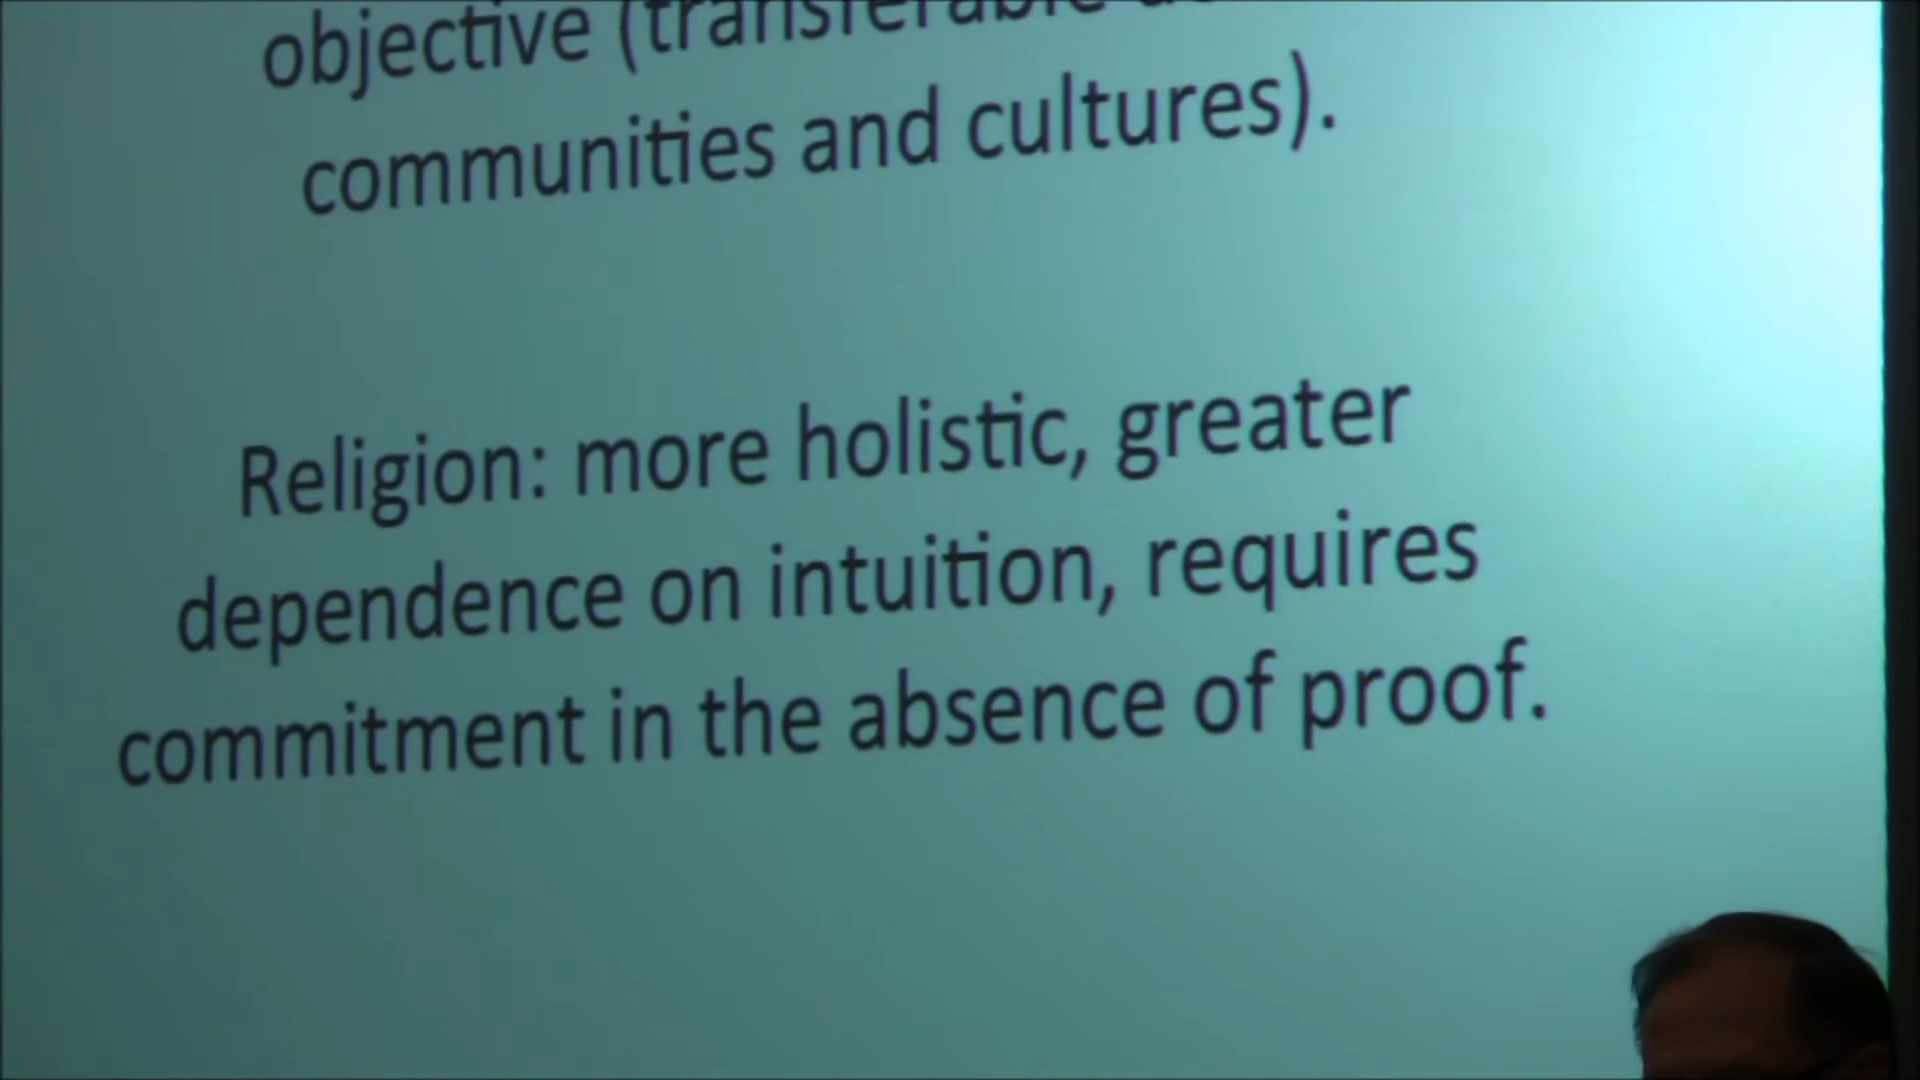 objective (transferable
communities and cultures).
Religion: more holistic, greater
dependence on intuition, requires
commitment in the absence of proof.